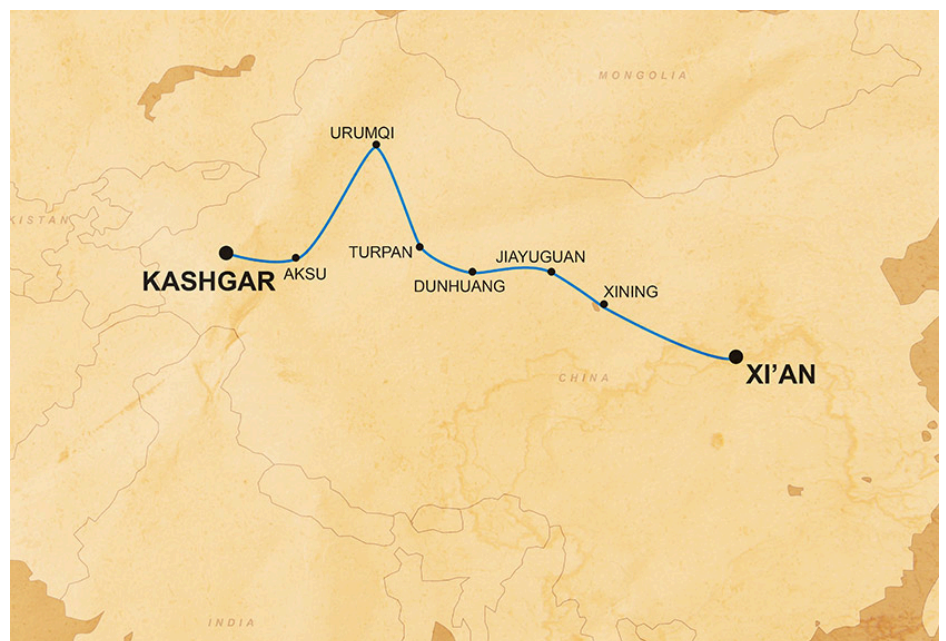 MONGOLIA
URUMQI
KISTAN
TURPAN
JIAYUGUAN
KASHGAR
AKSU
DUNHUANG
XINING
CHINA
XI'AN
INDIA